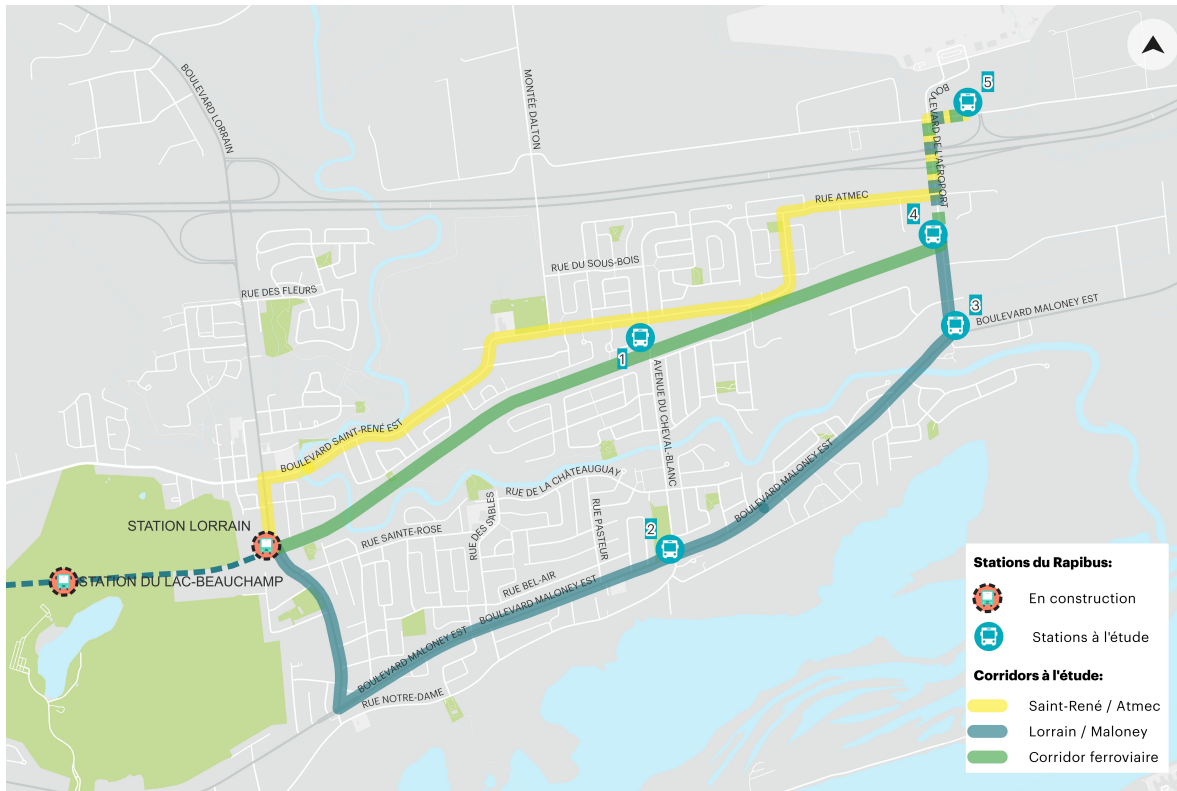 5
BOULEVARD LORRAIN
MONTÉE DALTON
BOULEVARD DE L'AÉROPORT
RUE ATMEC
4
RUE DU SOUS-BOIS
RUE DES FLEURS
3
BOULEVARD MALONEY EST
1
AVENUE DU CHEVAL-BLANC
BOULEVARD SAINT-RENÉ EST
RUE DE LA CHÂTEAUGUAY
BOULEVARD MALONEY EST
STATION LORRAIN
RUE SAINTE-ROSE
RUE DES SABLES
RUE PASTEUR
2
STATION DU LAC-BEAUCHAMP
RUE BEL-AIR
BOULEVARD MALONEY EST
BOULEVARD MALONEY EST
RUE NOTRE-DAME
Stations du Rapibus:
En construction
Stations à l'étude
Corridors à l'étude:
Saint-René / Atmec
Lorrain / Maloney
Corridor ferroviaire